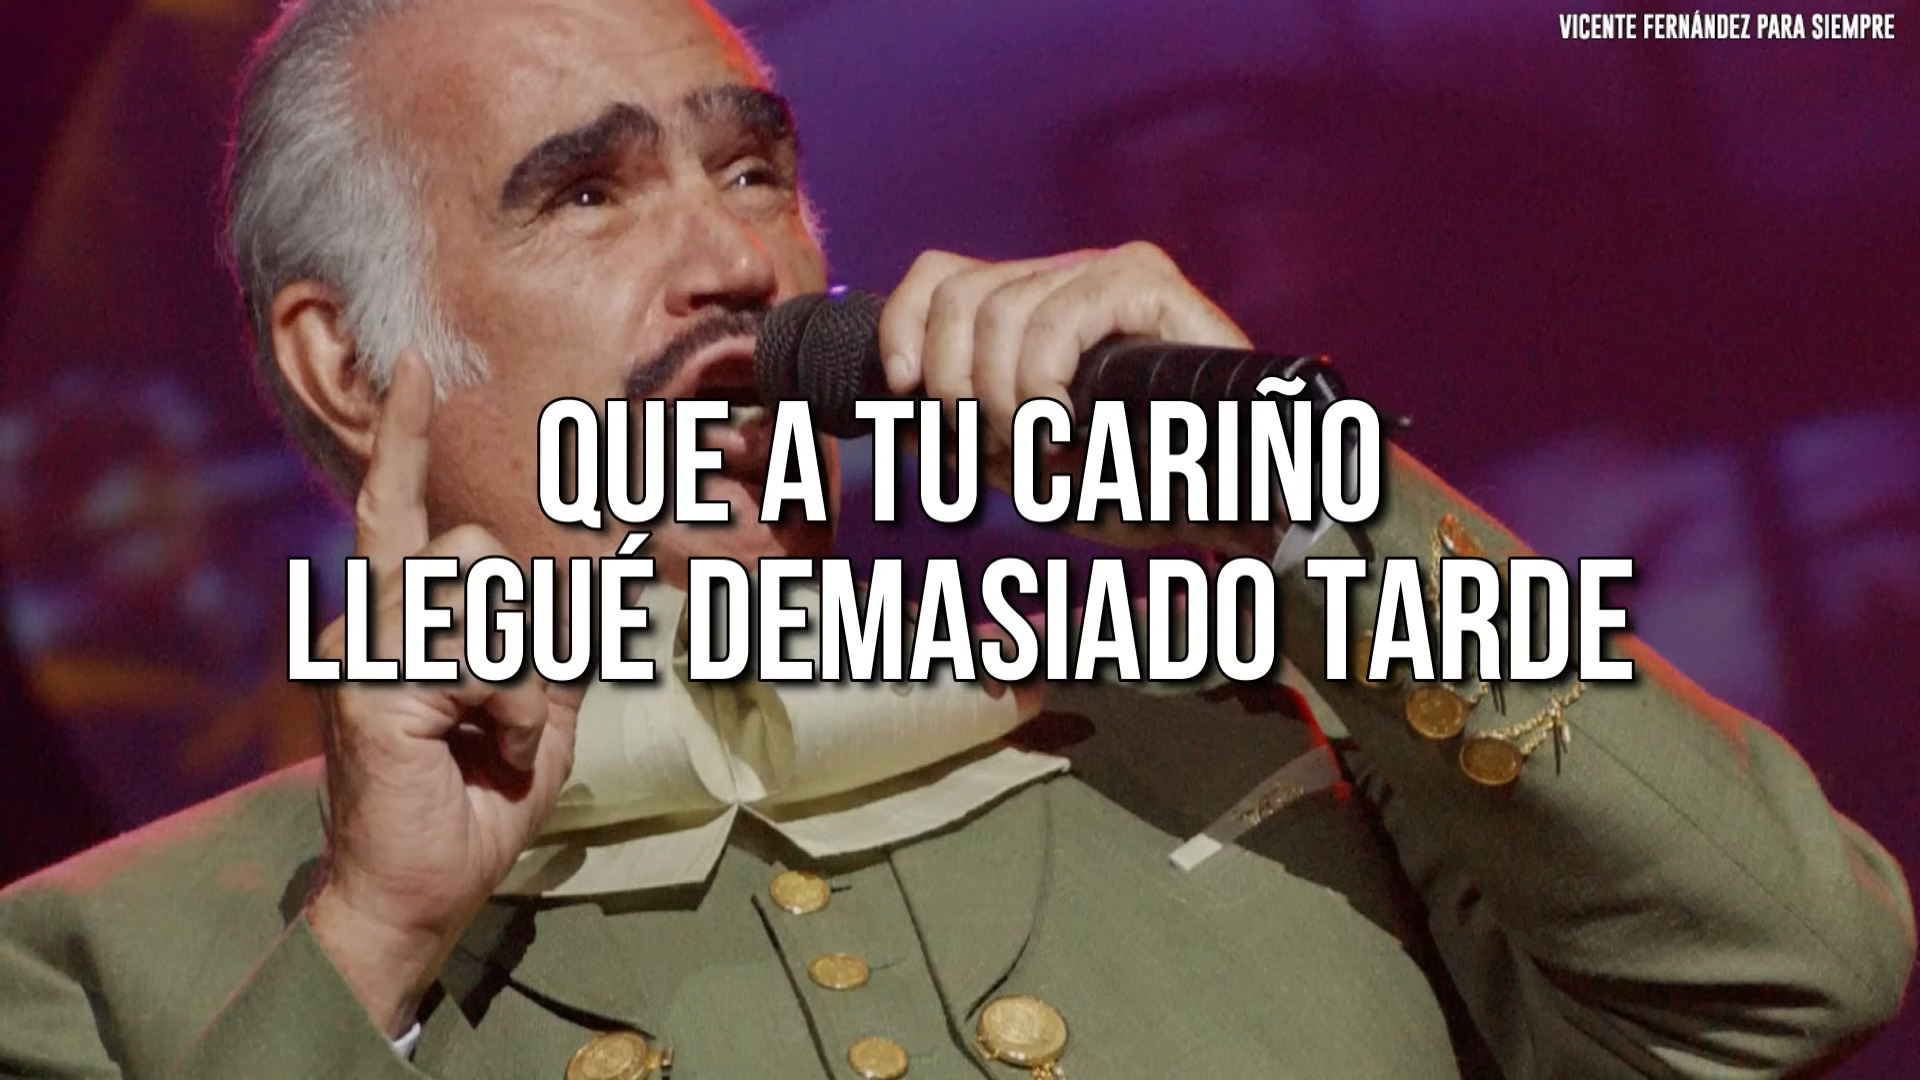 VICENTE FERNÁNDEZ PARA SIEMPRE
QUE A TU CARIÑO
LLEGUÉ DEMASIADO TARDE